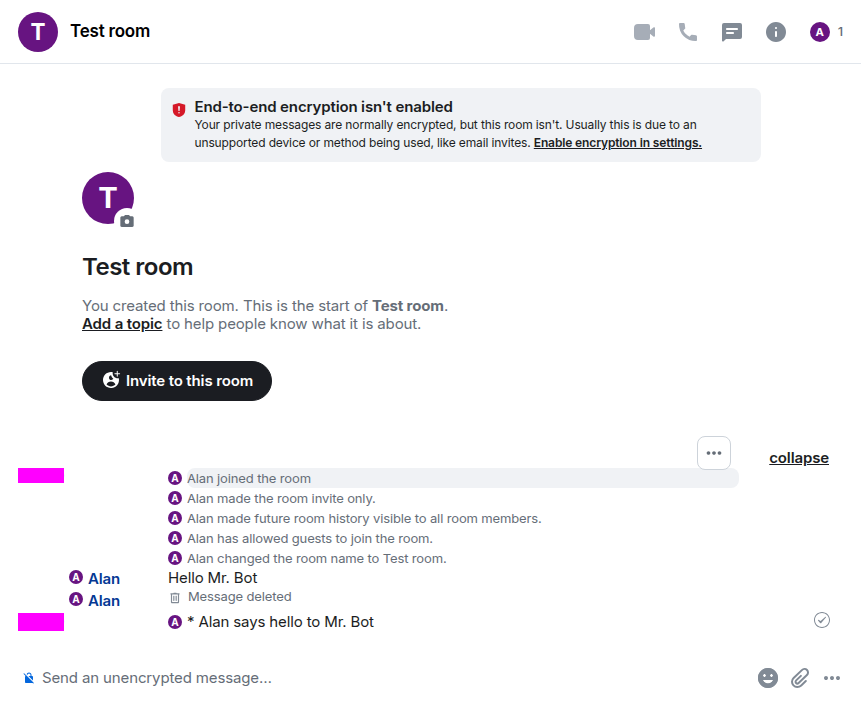 T Test room A 1
End-to-end encryption isn't enabled
Your private messages are normally encrypted, but this room isn't. Usually this is due to an
unsupported device or method being used, like email invites. Enable encryption in settings.
T
Test room
You created this room. This is the start of Test room.
Add a topic to help people know what it is about.
Invite to this room
collapse
A Alan joined the room
A Alan made the room invite only.
A Alan made future room history visible to all room members.
A Alan has allowed guests to join the room.
A Alan changed the room name to Test room.
A Alan Hello Mr. Bot
A Alan Message deleted
A * Alan says hello to Mr. Bot
Send an unencrypted message...